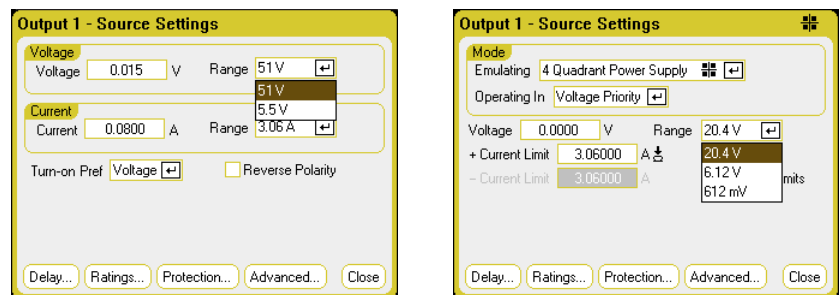 Output 1 - Source Settings
Voltage
Voltage 0.015 V Range 51 V
51 V
5.5 V
Current
Current 0.0800 A Range 3.06 A
Turn-on Pref Voltage Reverse Polarity
Delay... Ratings... Protection... Advanced... Close
Output 1 - Source Settings
Mode
Emulating 4 Quadrant Power Supply
Operating In Voltage Priority
Voltage 0.0000 V Range 20.4 V
20.4 V
6.12 V
612 mV
+ Current Limit 3.06000 A
- Current Limit 3.06000 A mits
Delay... Ratings... Protection... Advanced... Close